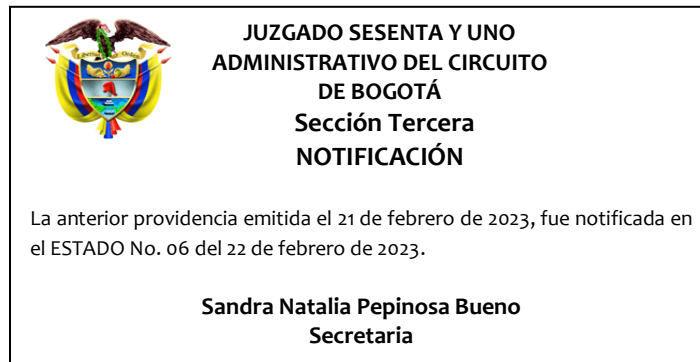 JUZGADO SESENTA Y UNO
ADMINISTRATIVO DEL CIRCUITO
DE BOGOTÁ
Sección Tercera
NOTIFICACIÓN
La anterior providencia emitida el 21 de febrero de 2023, fue notificada en
el ESTADO No. 06 del 22 de febrero de 2023.
Sandra Natalia Pepinosa Bueno
Secretaria